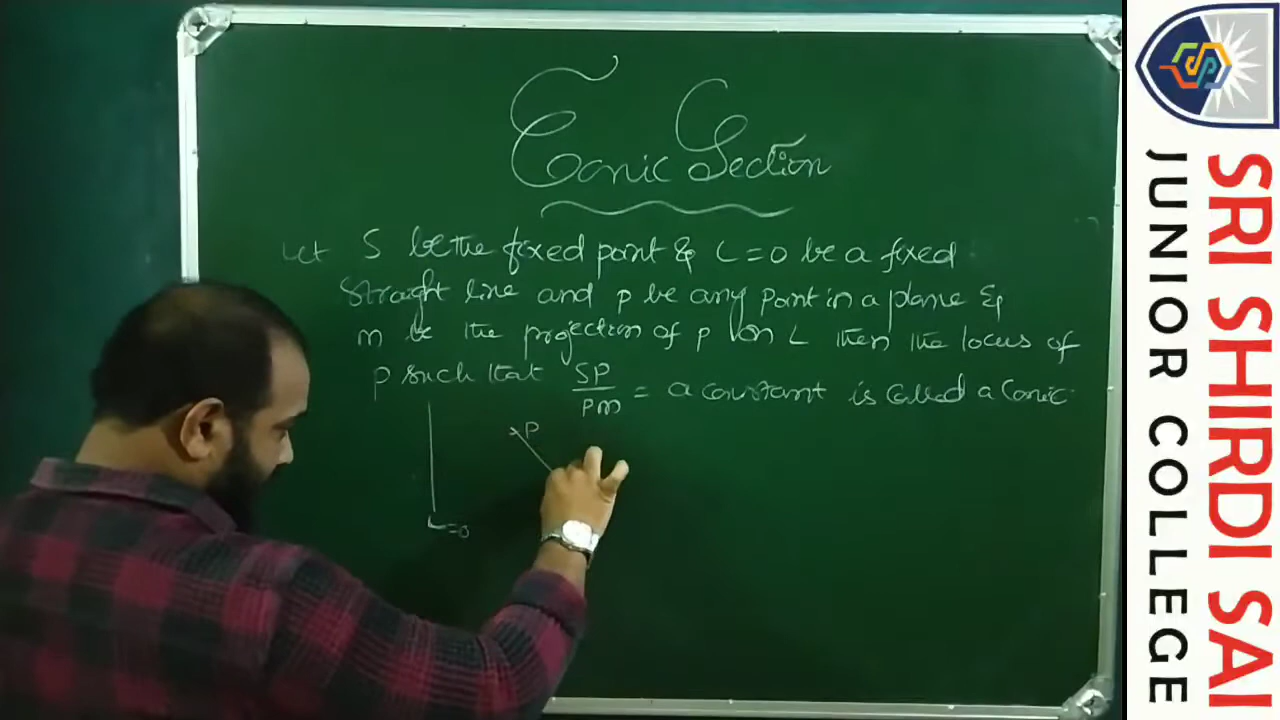 Conic Section
Let S be the fixed point & L = 0 be a fixed
straight line and P be any point in a plane &
m be the projection of P on L then the locus of
P such that SP/PM = a constant is called a Conic.
P
L=0
SRI SHIRDI SAI
JUNIOR COLLEGE